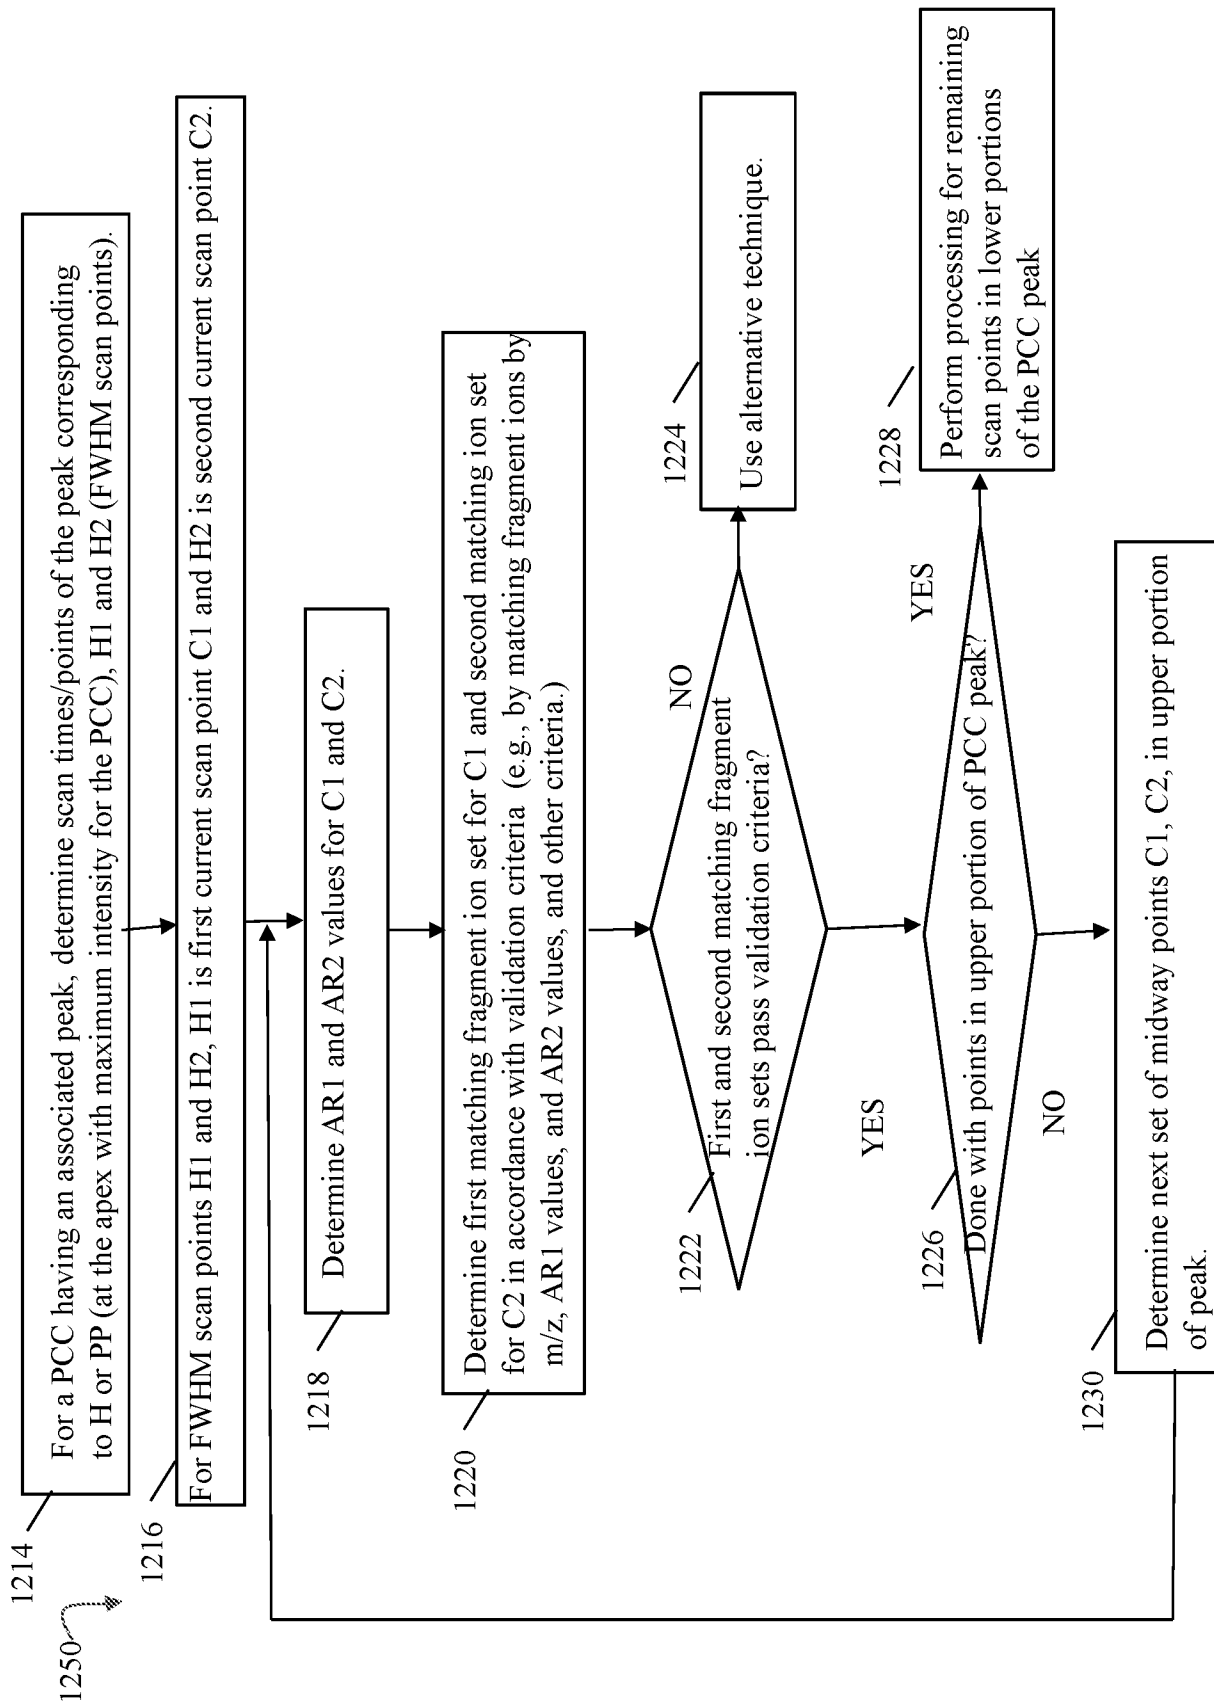 1250
1214
For a PCC having an associated peak, determine scan times/points of the peak corresponding
to H or PP (at the apex with maximum intensity for the PCC), H1 and H2 (FWHM scan points).
1216
For FWHM scan points H1 and H2, H1 is first current scan point C1 and H2 is second current scan point C2.
1218
Determine AR1 and AR2 values for C1 and C2.
1220
Determine first matching fragment ion set for C1 and second matching ion set
for C2 in accordance with validation criteria (e.g., by matching fragment ions by
m/z, AR1 values, and AR2 values, and other criteria.)
1222
First and second matching fragment
ion sets pass validation criteria?
NO
1224
Use alternative technique.
YES
1226
Done with points in upper portion of PCC peak?
YES
1228
Perform processing for remaining
scan points in lower portions
of the PCC peak
NO
1230
Determine next set of midway points C1, C2, in upper portion
of peak.